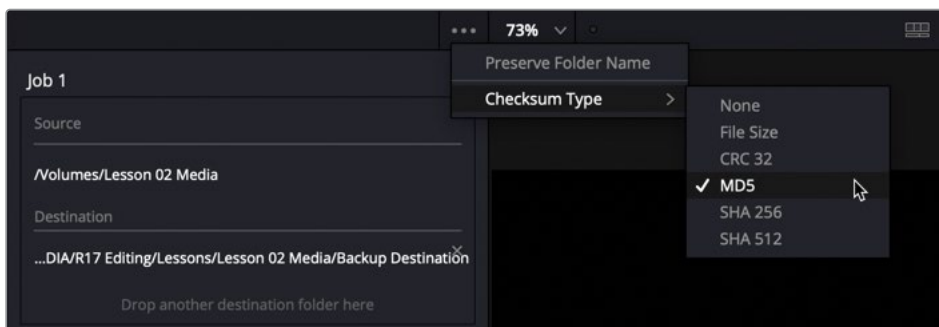 ••• 73%
Preserve Folder Name
Job 1
Checksum Type >
None
Source
File Size
CRC 32
/Volumes/Lesson 02 Media
✓ MD5
Destination
SHA 256
SHA 512
...DIA/R17 Editing/Lessons/Lesson 02 Media/Backup Destination
Drop another destination folder here